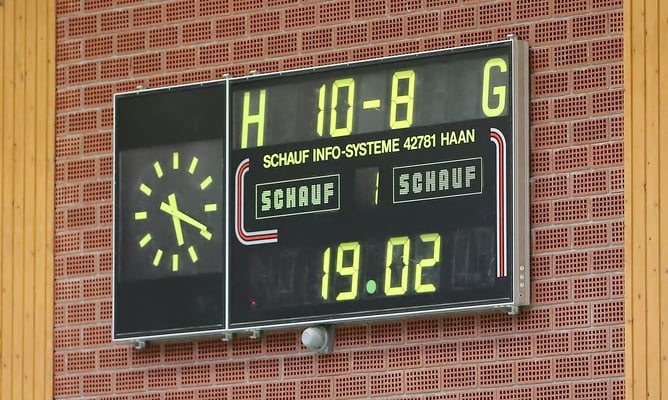 H 10-8 G
SCHAUF INFO-SYSTEME 42781 HAAN
SCHAUF 1 SCHAUF
19.02